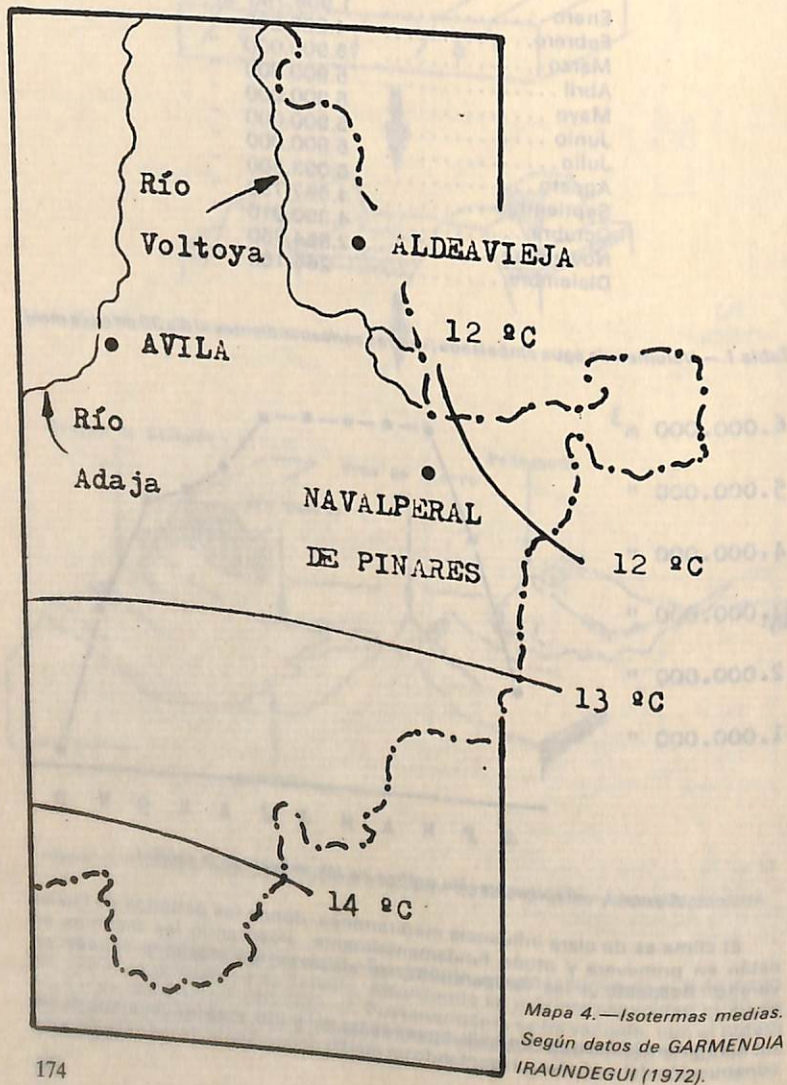 Río
Voltoya
ALDEAVIEJA
12 ºC
AVILA
Río
Adaja
NAVALPERAL
DE PINARES
12 ºC
13 ºC
14 ºC
Mapa 4.—Isotermas medias.
Según datos de GARMENDIA
IRAUNDEGUI (1972).
174